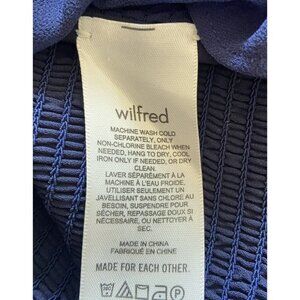 wilfred
MACHINE WASH COLD
SEPARATELY, ONLY
NON-CHLORINE BLEACH WHEN
NEEDED, HANG TO DRY, COOL
IRON ONLY IF NEEDED, OR DRY
CLEAN.
LAVER SÉPARÉMENT À LA
MACHINE À L'EAU FROIDE,
UTILISER SEULEMENT UN
JAVELLISANT SANS CHLORE AU
BESOIN, SUSPENDRE POUR
SÉCHER, REPASSAGE DOUX SI
NÉCESSAIRE, OU NETTOYER À
SEC.
MADE IN CHINA
FABRIQUÉ EN CHINE
MADE FOR EACH OTHER.